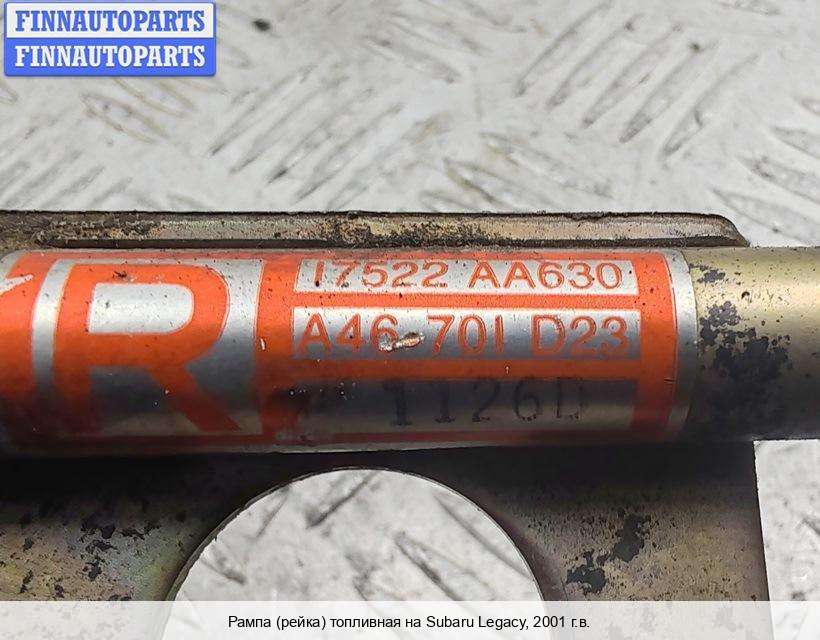 FINNAUTOPARTS
FINNAUTOPARTS
17522 AA630
R
A46-701 D23
1126D
Рампа (рейка) топливная на Subaru Legacy, 2001 г.в.